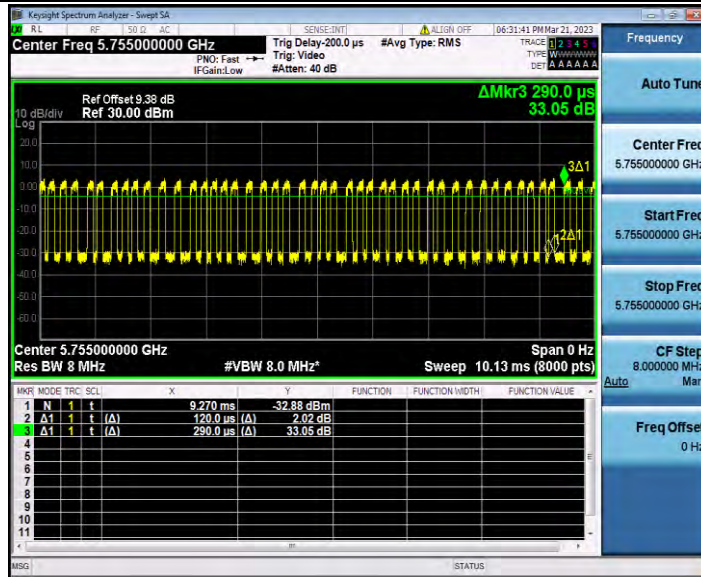 Keysight Spectrum Analyzer - Swept SA
RL RF 50 Ω AC SENSE:INT ALIGN OFF 06:31:41 PM Mar 21, 2023
Center Freq 5.755000000 GHz
PNO: Fast
IFGain:Low
Trig Delay-200.0 µs
Trig: Video
#Atten: 40 dB
#Avg Type: RMS
TRACE 1 2 3 4 5 6
TYPE W
DET A A A A A A
Ref Offset 9.38 dB
10 dB/div Ref 30.00 dBm
Log
ΔMkr3 290.0 µs
33.05 dB
20.0
10.0
0.00
-10.0
-20.0
-30.0
-40.0
-50.0
-60.0
3Δ1
2Δ1
Center 5.755000000 GHz Span 0 Hz
Res BW 8 MHz #VBW 8.0 MHz* Sweep 10.13 ms (8000 pts)
MKR MODE TRC SCL X Y FUNCTION FUNCTION WIDTH FUNCTION VALUE
1 N 1 t 9.270 ms -32.88 dBm
2 Δ1 1 t (Δ) 120.0 µs (Δ) 2.02 dB
3 Δ1 1 t (Δ) 290.0 µs (Δ) 33.05 dB
4
5
6
7
8
9
10
11
MSG STATUS
Frequency
Auto Tune
Center Freq
5.755000000 GHz
Start Freq
5.755000000 GHz
Stop Freq
5.755000000 GHz
CF Step
8.000000 MHz
Auto Man
Freq Offset
0 Hz